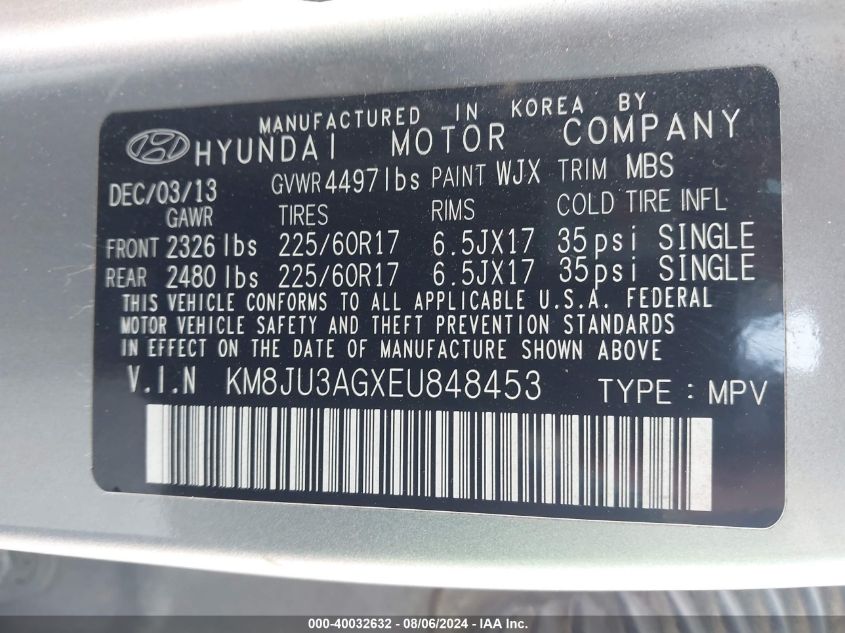 MANUFACTURED IN KOREA BY
HYUNDAI MOTOR COMPANY
DEC/03/13 GVWR 4497lbs PAINT WJX TRIM MBS
GAWR TIRES RIMS COLD TIRE INFL
FRONT 2326 lbs 225/60R17 6.5JX17 35psi SINGLE
REAR 2480 lbs 225/60R17 6.5JX17 35psi SINGLE
THIS VEHICLE CONFORMS TO ALL APPLICABLE U.S.A. FEDERAL
MOTOR VEHICLE SAFETY AND THEFT PREVENTION STANDARDS
IN EFFECT ON THE DATE OF MANUFACTURE SHOWN ABOVE
V.I.N KM8JU3AGXEU848453 TYPE : MPV
000-40032632 - 08/06/2024 - IAA Inc.